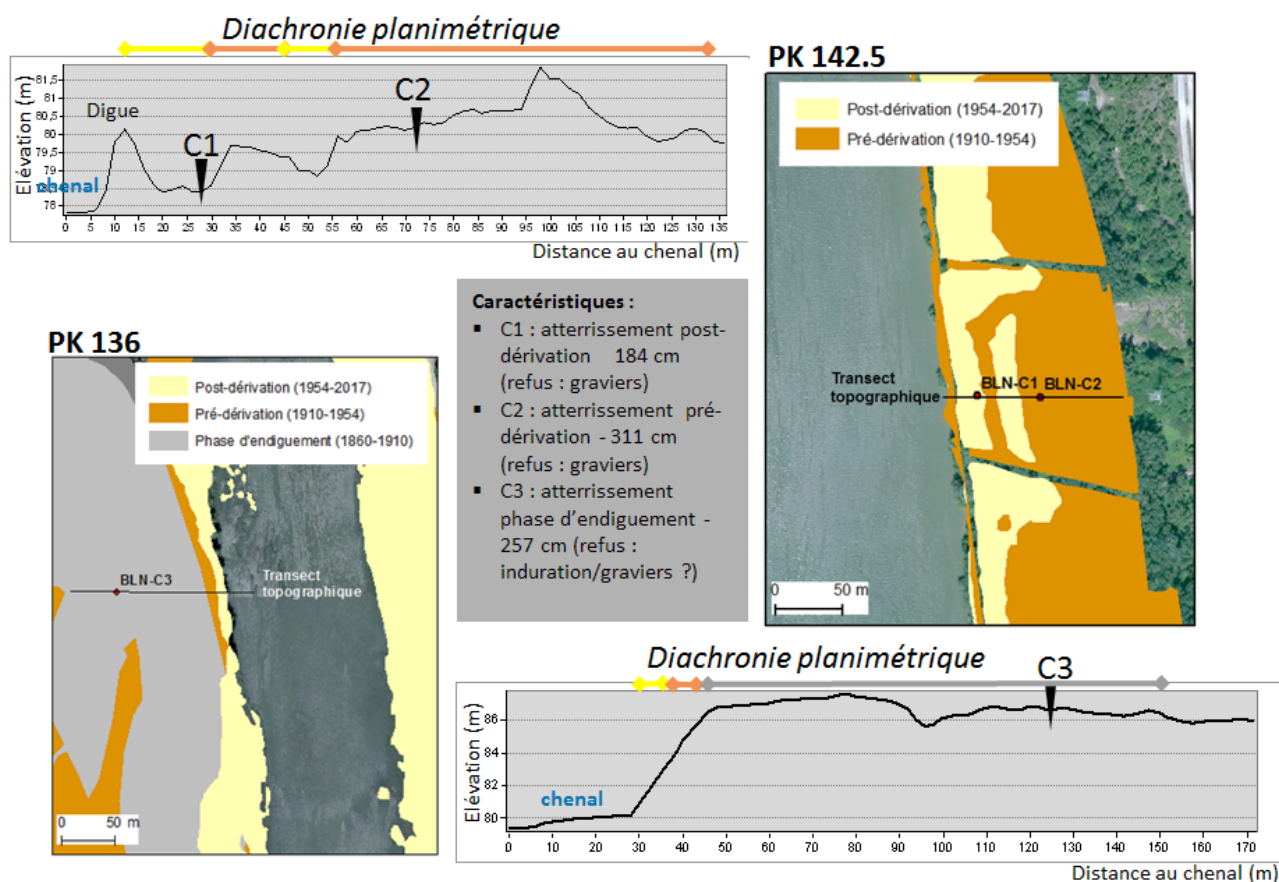 Diachronie planimétrique
Elévation (m)
81,5
81
80,5
80
79,5
79
78,5
78
Digue
C1
C2
chenal
0 5 10 15 20 25 30 35 40 45 50 55 60 65 70 75 80 85 90 95 100 105 110 115 120 125 130 135
Distance au chenal (m)
PK 142.5
Post-dérivation (1954-2017)
Pré-dérivation (1910-1954)
Transect
topographique
BLN-C1
BLN-C2
0 50 m
PK 136
Post-dérivation (1954-2017)
Pré-dérivation (1910-1954)
Phase d'endiguement (1860-1910)
BLN-C3
Transect
topographique
0 50 m
Caractéristiques :
▪ C1 : atterrissement post-
dérivation 184 cm
(refus : graviers)
▪ C2 : atterrissement pré-
dérivation - 311 cm
(refus : graviers)
▪ C3 : atterrissement
phase d'endiguement -
257 cm (refus :
induration/graviers ?)
Diachronie planimétrique
C3
Elévation (m)
86
84
82
80
chenal
0 10 20 30 40 50 60 70 80 90 100 110 120 130 140 150 160 170
Distance au chenal (m)